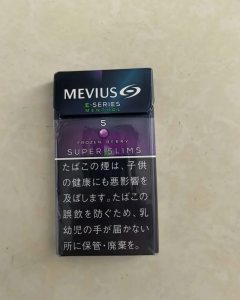 MEVIUS
E-SERIES
MENTHOL
5
FROZEN BERRY
SUPER SLIMS
たばこの煙は、子供
の健康にも悪影響を
及ぼします。たばこの
誤飲を防ぐため、乳
幼児の手が届かない
所に保管・廃棄を。